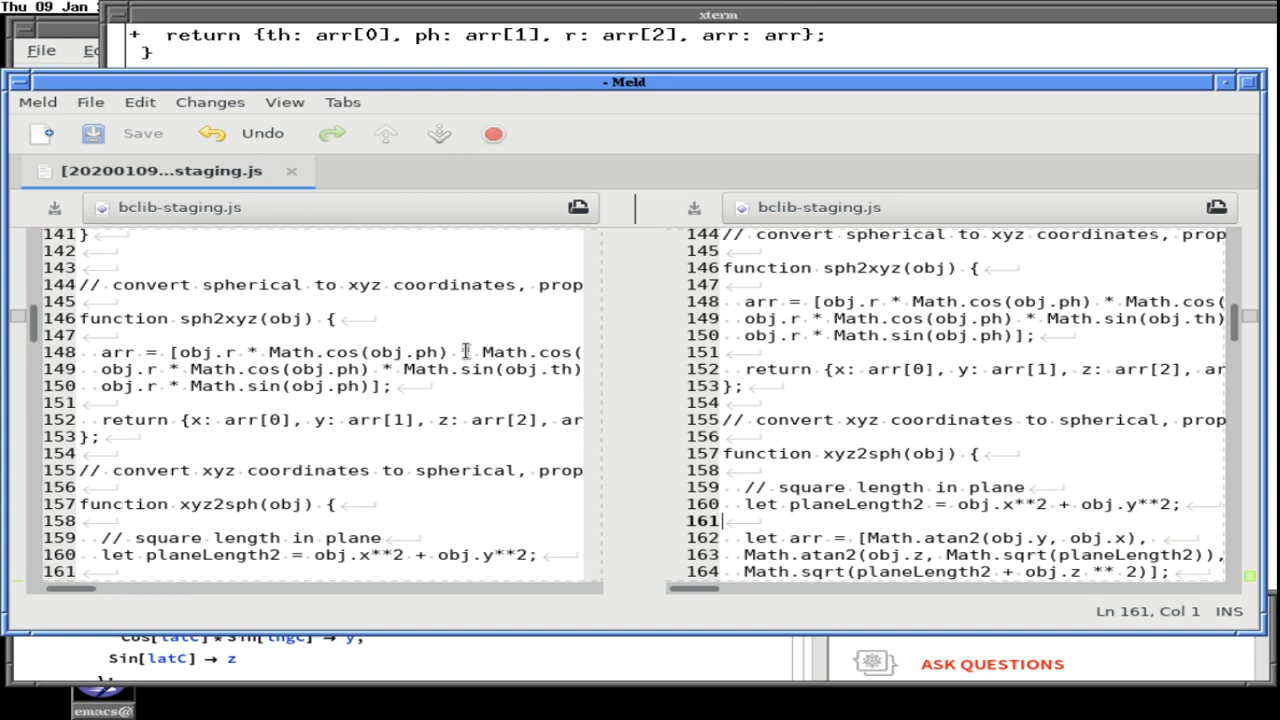 Thu 09 Jan
xterm
File
+ return {th: arr[0], ph: arr[1], r: arr[2], arr: arr};
}
- Meld
Meld File Edit Changes View Tabs
Save Undo
[20200109...staging.js
bclib-staging.js
141}
142
143
144// convert spherical to xyz coordinates, prop
145
146function sph2xyz(obj) {
147
148 arr = [obj.r * Math.cos(obj.ph) * Math.cos(
149 obj.r * Math.cos(obj.ph) * Math.sin(obj.th)
150 obj.r * Math.sin(obj.ph)];
151
152 return {x: arr[0], y: arr[1], z: arr[2], ar
153};
154
155// convert xyz coordinates to spherical, prop
156
157function xyz2sph(obj) {
158
159 // square length in plane
160 let planeLength2 = obj.x**2 + obj.y**2;
161
bclib-staging.js
144// convert spherical to xyz coordinates, prop
145
146function sph2xyz(obj) {
147
148 arr = [obj.r * Math.cos(obj.ph) * Math.cos(
149 obj.r * Math.cos(obj.ph) * Math.sin(obj.th)
150 obj.r * Math.sin(obj.ph)];
151
152 return {x: arr[0], y: arr[1], z: arr[2], ar
153};
154
155// convert xyz coordinates to spherical, prop
156
157function xyz2sph(obj) {
158
159 // square length in plane
160 let planeLength2 = obj.x**2 + obj.y**2;
161
162 let arr = [Math.atan2(obj.y, obj.x),
163 Math.atan2(obj.z, Math.sqrt(planeLength2)),
164 Math.sqrt(planeLength2 + obj.z ** 2)];
Ln 161, Col 1 INS
Cos[latC]*Sin[lngC] → y,
Sin[latC] → z
ASK QUESTIONS
emacs@